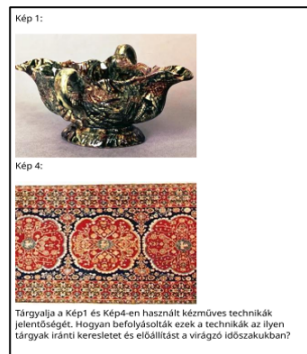 Kép 1:
Kép 4:
Tárgyalja a Kép1 és Kép4-en használt kézműves technikák
jelentőségét. Hogyan befolyásolták ezek a technikák az ilyen
tárgyak iránti keresletet és előállítást a virágzó időszakukban?